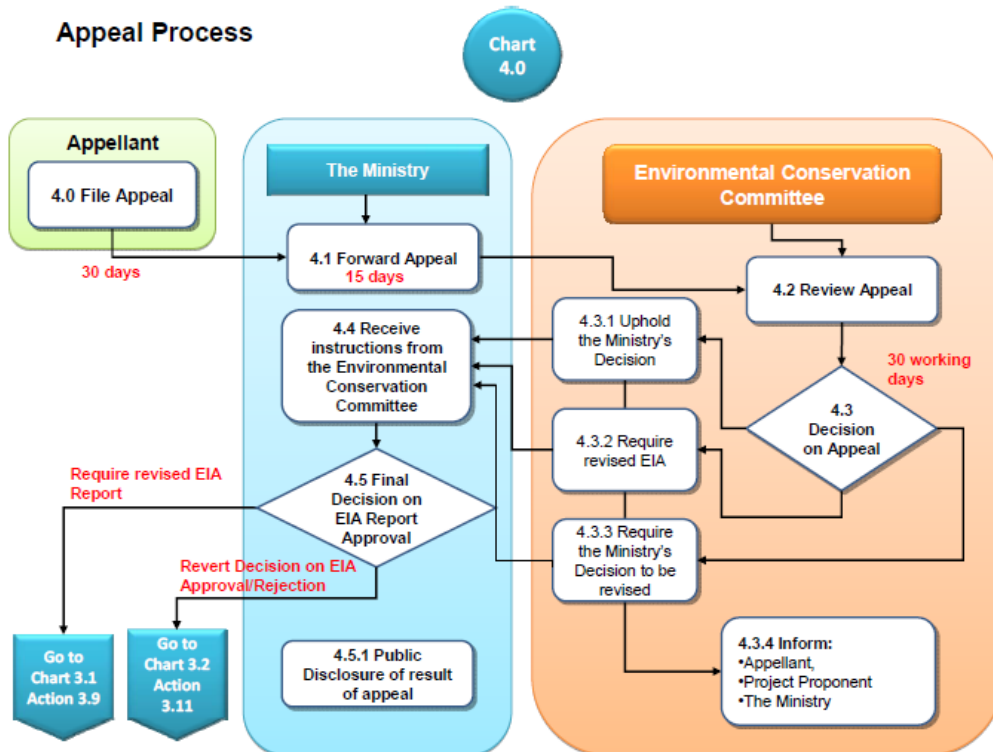 Appeal Process
Chart
4.0
Appellant
4.0 File Appeal
30 days
The Ministry
4.1 Forward Appeal
15 days
4.4 Receive
instructions from
the Environmental
Conservation
Committee
4.5 Final
Decision on
EIA Report
Approval
Require revised EIA
Report
Revert Decision on EIA
Approval/Rejection
Go to
Chart 3.1
Action 3.9
Go to
Chart 3.2
Action
3.11
4.5.1 Public
Disclosure of result
of appeal
Environmental Conservation
Committee
4.2 Review Appeal
30 working
days
4.3
Decision
on Appeal
4.3.1 Uphold
the Ministry's
Decision
4.3.2 Require
revised EIA
4.3.3 Require
the Ministry's
Decision to be
revised
4.3.4 Inform:
•Appellant,
•Project Proponent
•The Ministry